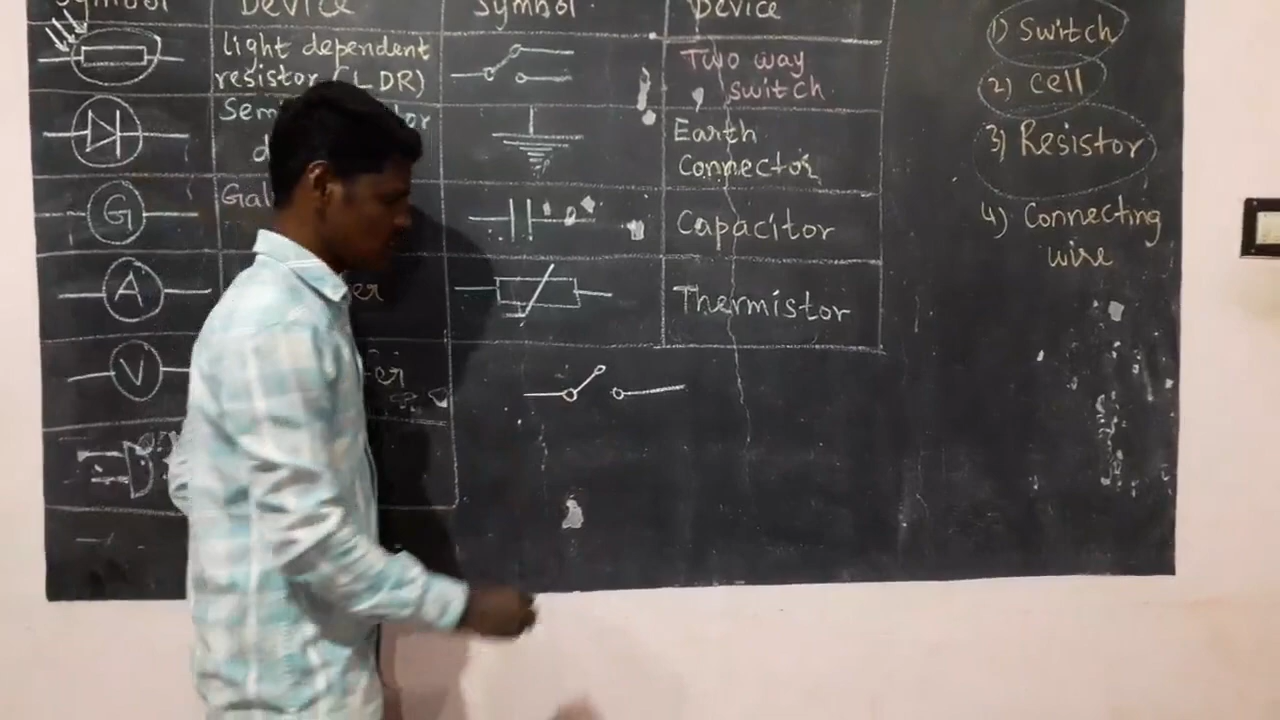 Symbol Device Symbol Device
Light dependent
resistor (LDR)
Two way
switch
Earth
Connector
G
Capacitor
A
Thermistor
V
1) Switch
2) Cell
3) Resistor
4) Connecting
wire